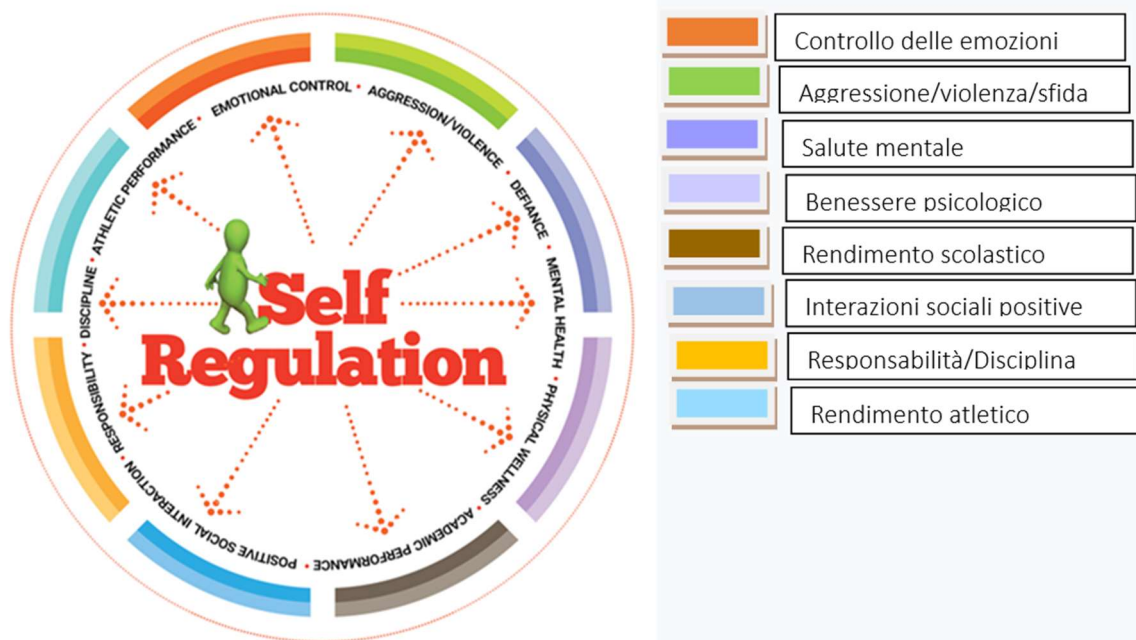 EMOTIONAL CONTROL • AGGRESSION/VIOLENCE • DEFIANCE • MENTAL HEALTH • PHYSICAL WELLNESS • ACADEMIC PERFORMANCE • POSITIVE SOCIAL INTERACTION • RESPONSIBILITY • DISCIPLINE • ATHLETIC PERFORMANCE •
Self
Regulation
Controllo delle emozioni
Aggressione/violenza/sfida
Salute mentale
Benessere psicologico
Rendimento scolastico
Interazioni sociali positive
Responsabilità/Disciplina
Rendimento atletico